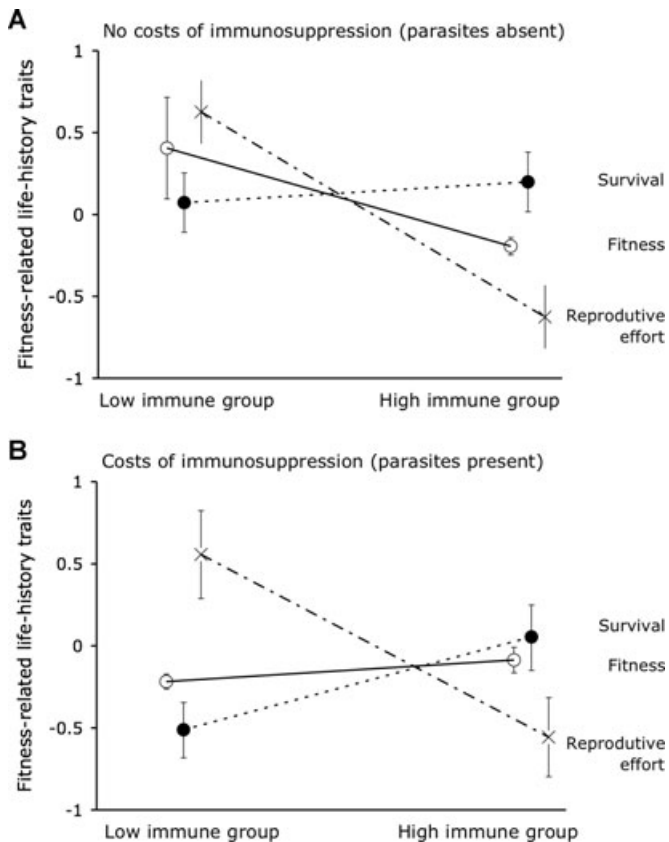 A
No costs of immunosuppression (parasites absent)
Fitness-related life-history traits
1
0.5
0
-0.5
-1
Survival
Fitness
Reproductive
effort
Low immune group
High immune group
B
Costs of immunosuppression (parasites present)
Fitness-related life-history traits
1
0.5
0
-0.5
-1
Survival
Fitness
Reproductive
effort
Low immune group
High immune group